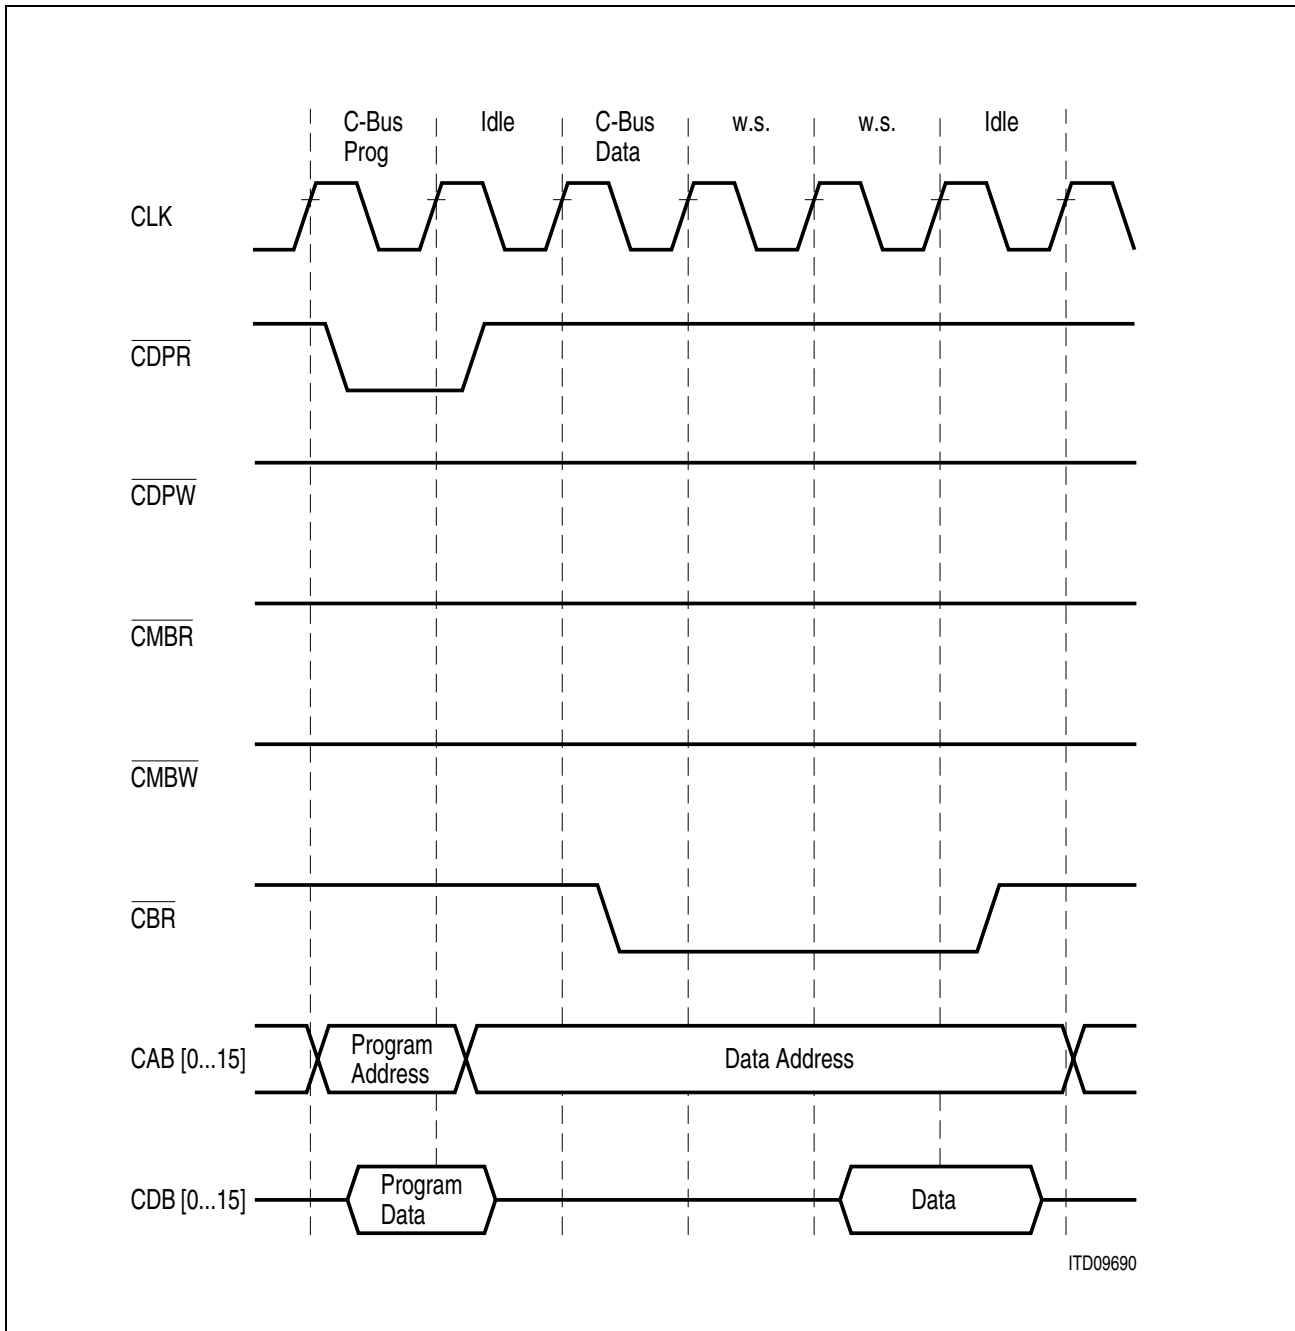 C-Bus Prog
Idle
C-Bus Data
w.s.
w.s.
Idle
CLK
CDPR
CDPW
CMBR
CMBW
CBR
CAB [0...15]
Program Address
Data Address
CDB [0...15]
Program Data
Data
ITD09690